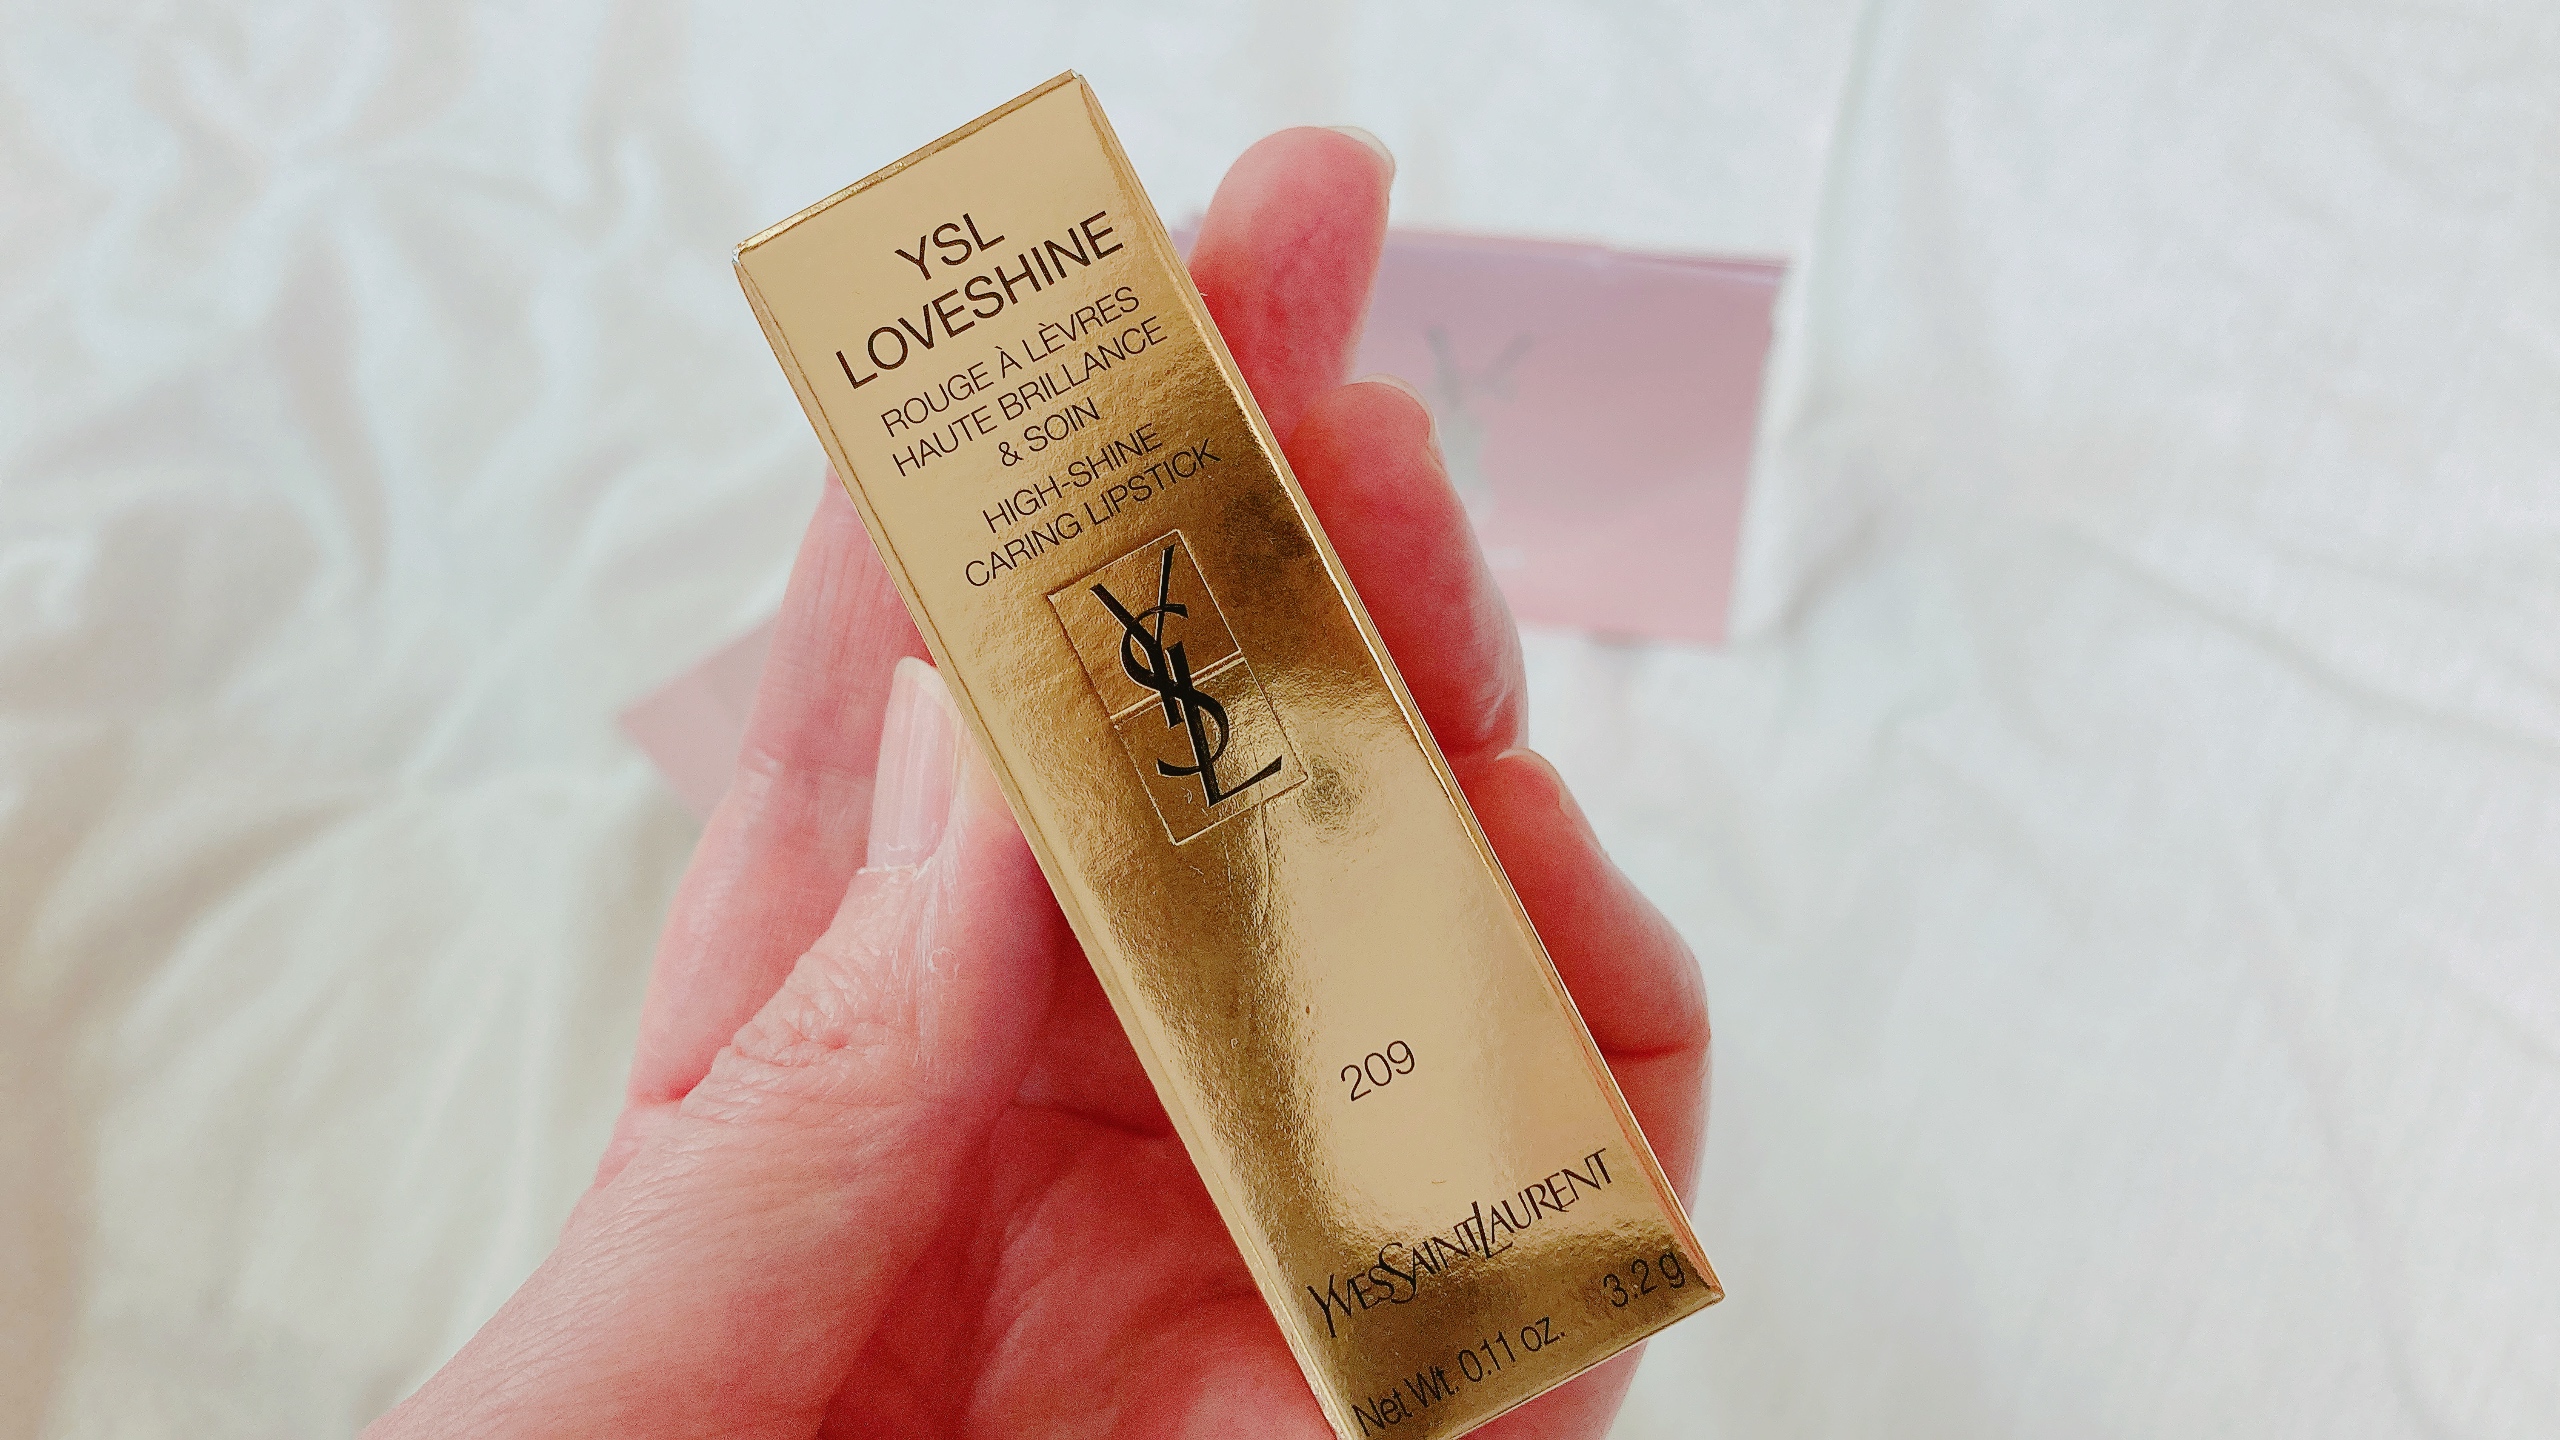 YSL
LOVESHINE
ROUGE À LÈVRES
HAUTE BRILLANCE
& SOIN
HIGH-SHINE
CARING LIPSTICK
YSL
209
YVESSAINTLAURENT
Net Wt. 0.11 oz. 3.2 g